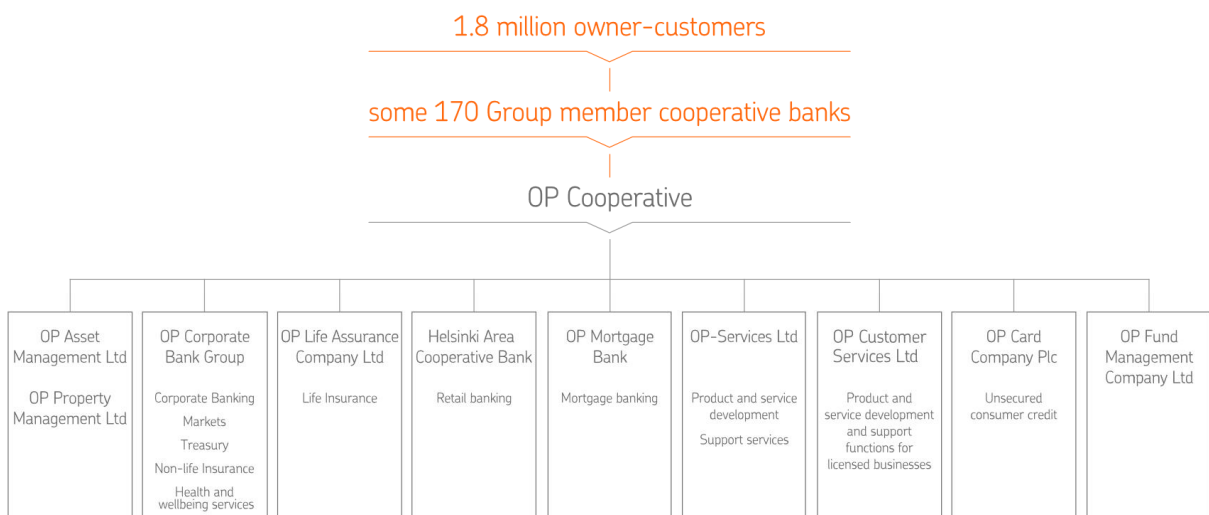 1.8 million owner-customers
some 170 Group member cooperative banks
OP Cooperative
OP Asset
Management Ltd
OP Property
Management Ltd
OP Corporate
Bank Group
Corporate Banking
Markets
Treasury
Non-life Insurance
Health and
wellbeing services
OP Life Assurance
Company Ltd
Life Insurance
Helsinki Area
Cooperative Bank
Retail banking
OP Mortgage
Bank
Mortgage banking
OP-Services Ltd
Product and service
development
Support services
OP Customer
Services Ltd
Product and
service development
and support
functions for
licensed businesses
OP Card
Company Plc
Unsecured
consumer credit
OP Fund
Management
Company Ltd